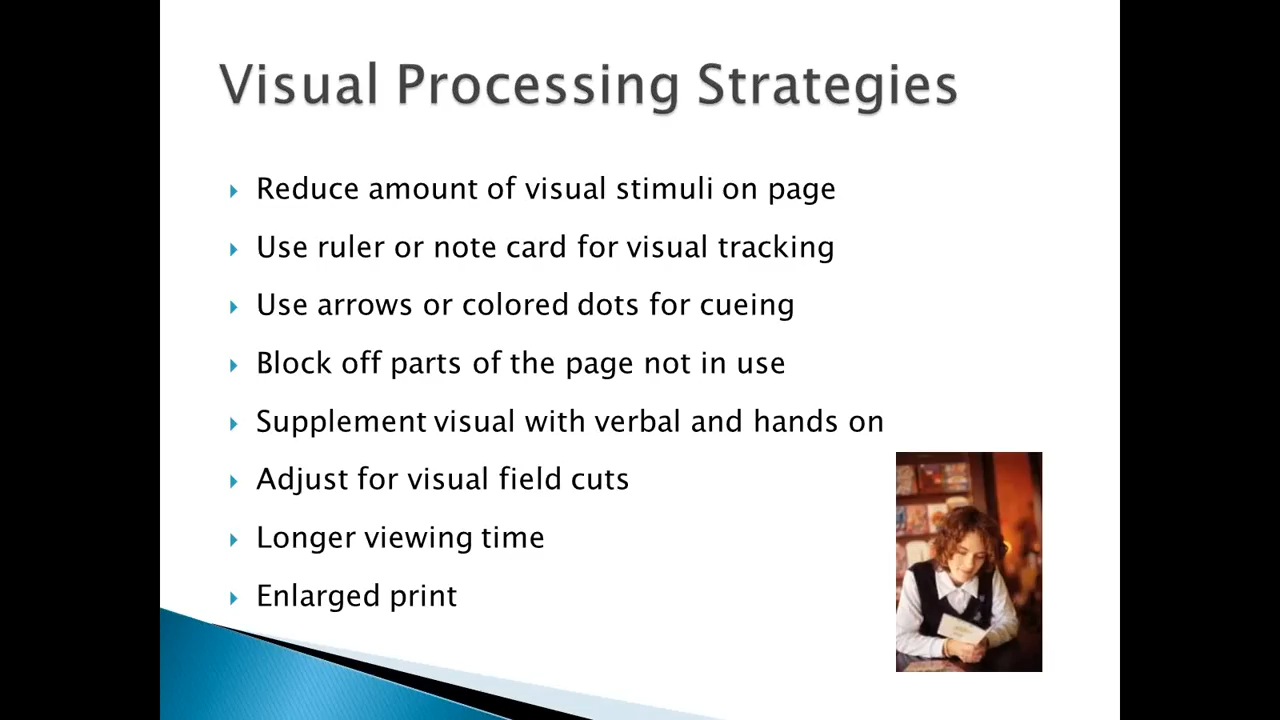 Visual Processing Strategies
Reduce amount of visual stimuli on page
Use ruler or note card for visual tracking
Use arrows or colored dots for cueing
Block off parts of the page not in use
Supplement visual with verbal and hands on
Adjust for visual field cuts
Longer viewing time
Enlarged print